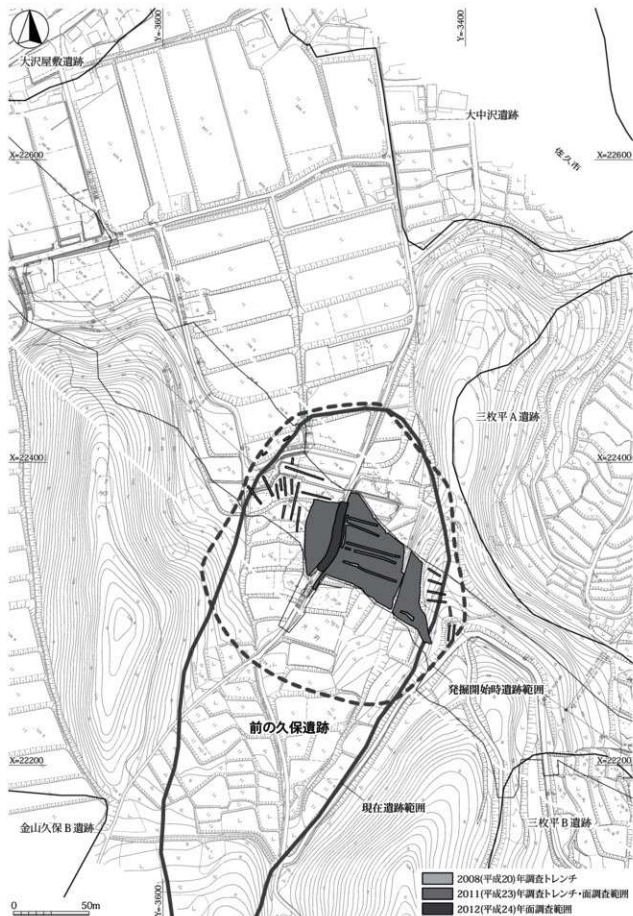 Y=-3600
Y=-3400
大沢屋敷遺跡
大中沢遺跡
佐久市
X=22600
X=22600
三枚平A遺跡
X=22400
X=22400
発掘開始時遺跡範囲
前の久保遺跡
X=22200
X=22200
現在遺跡範囲
金山久保B遺跡
三枚平B遺跡
2008(平成20)年調査トレンチ
2011(平成23)年調査トレンチ・面調査範囲
2012(平成24)年面調査範囲
0 50m
Y=-3600